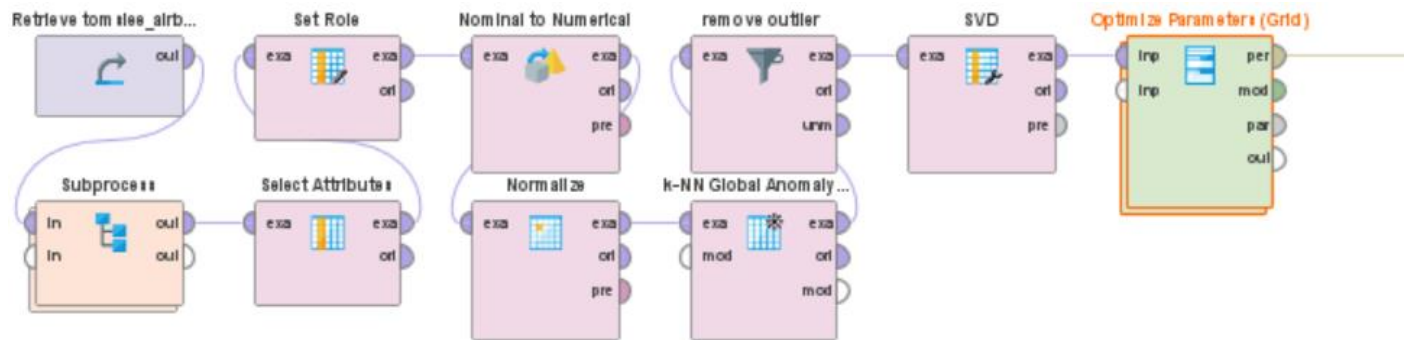 Retrieve tomslee_airb...
Set Role
Nominal to Numerical
remove outlier
SVD
Optimize Parameters (Grid)
out
exa exa
ori
exa exa
ori
pre
exa exa
ori
unm
exa exa
ori
pre
inp per
inp mod
par
out
Subprocess
Select Attributes
Normalize
k-NN Global Anomaly...
in out
in out
exa exa
ori
exa exa
ori
pre
exa exa
mod ori
mod